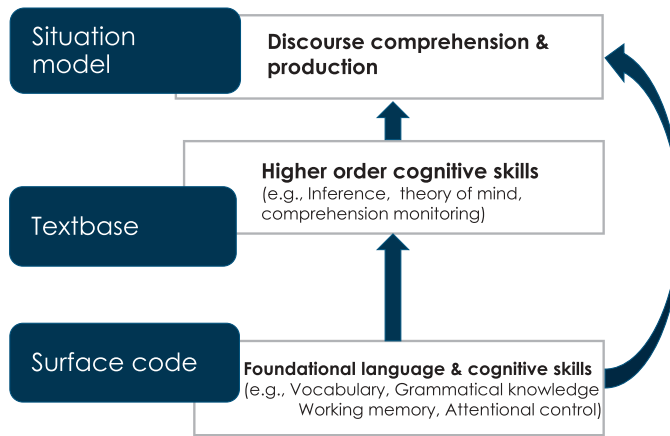 Situation
model
Discourse comprehension &
production
Higher order cognitive skills
(e.g., Inference, theory of mind,
comprehension monitoring)
Textbase
Surface code
Foundational language & cognitive skills
(e.g., Vocabulary, Grammatical knowledge
Working memory, Attentional control)